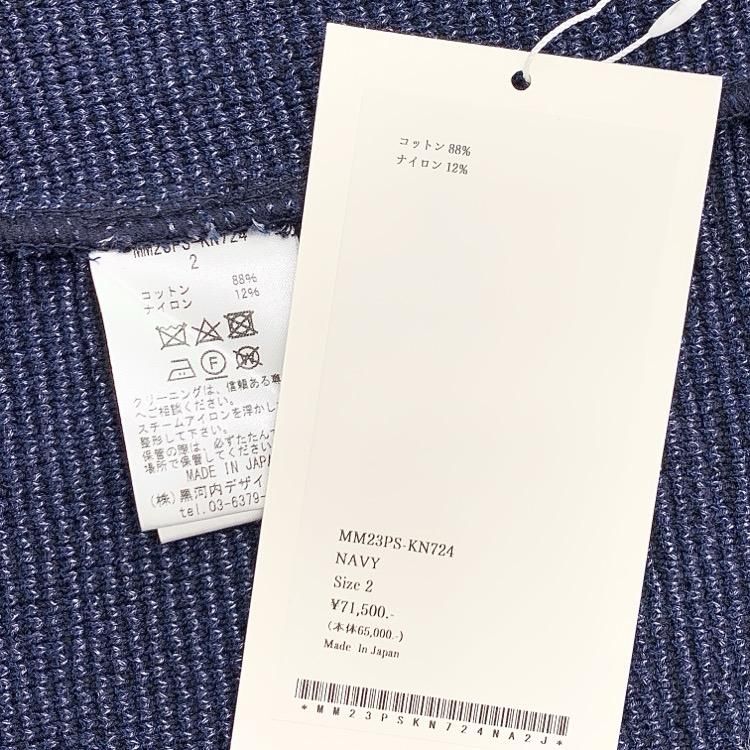 MM23PS-KN724
2
コットン 88%
ナイロン 12%
F
W
クリーニングは、信頼ある専
へご相談ください。
スチームアイロンを浮かし
整形して下さい。
保管の際は、必ずたたんで
場所で保管してください
MADE IN JAPA
(株)黒河内デザイ
tel.03-6379-
コットン 88%
ナイロン 12%
MM23PS-KN724
NAVY
Size 2
¥71,500.-
(本体65,000.-)
Made In Japan
*MM23PSKN724NA2J*